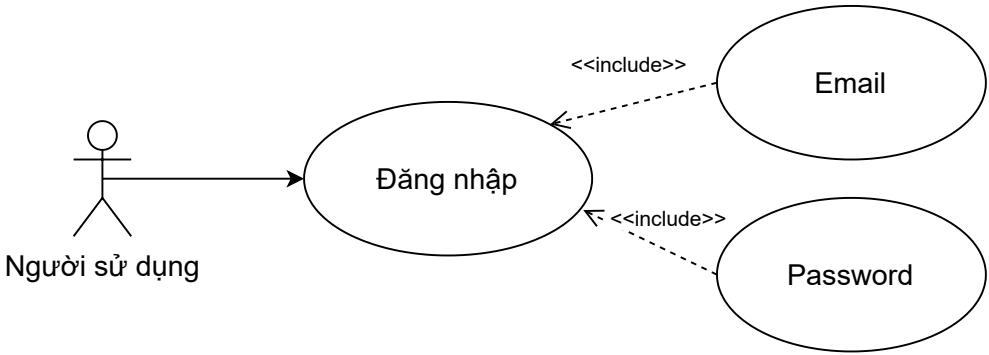 <<include>>
Email
Đăng nhập
<<include>>
Người sử dụng
Password